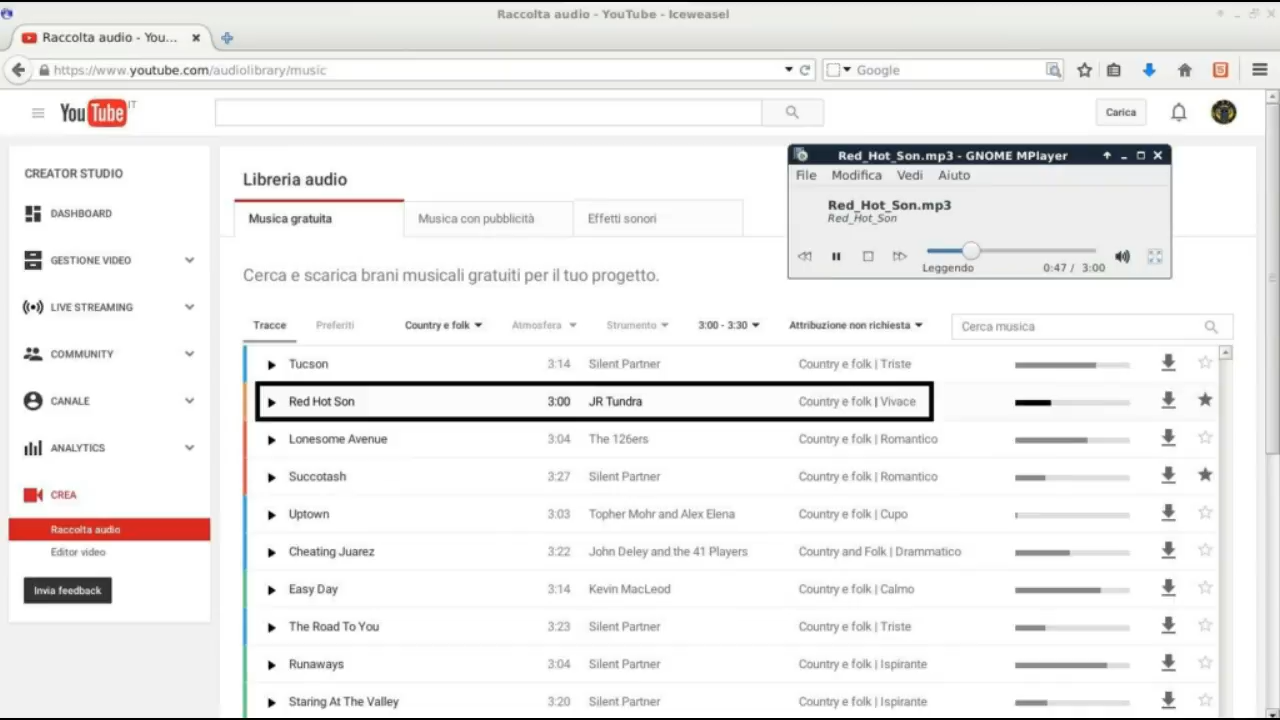 Raccolta audio - YouTube - Iceweasel
Raccolta audio - You...
https://www.youtube.com/audiolibrary/music
Google
YouTube IT
Carica
CREATOR STUDIO
DASHBOARD
GESTIONE VIDEO
LIVE STREAMING
COMMUNITY
CANALE
ANALYTICS
CREA
Raccolta audio
Editor video
Invia feedback
Libreria audio
Musica gratuita Musica con pubblicità Effetti sonori
Red_Hot_Son.mp3 - GNOME MPlayer
File Modifica Vedi Aiuto
Red_Hot_Son.mp3
Red_Hot_Son
Leggendo 0:47 / 3:00
Cerca e scarica brani musicali gratuiti per il tuo progetto.
Tracce Preferiti Country e folk Atmosfera Strumento 3:00 - 3:30 Attribuzione non richiesta Cerca musica
Tucson 3:14 Silent Partner Country e folk | Triste
Red Hot Son 3:00 JR Tundra Country e folk | Vivace
Lonesome Avenue 3:04 The 126ers Country e folk | Romantico
Succotash 3:27 Silent Partner Country e folk | Romantico
Uptown 3:03 Topher Mohr and Alex Elena Country e folk | Cupo
Cheating Juarez 3:22 John Deley and the 41 Players Country and Folk | Drammatico
Easy Day 3:14 Kevin MacLeod Country e folk | Calmo
The Road To You 3:23 Silent Partner Country e folk | Triste
Runaways 3:04 Silent Partner Country e folk | Ispirante
Staring At The Valley 3:20 Silent Partner Country e folk | Ispirante